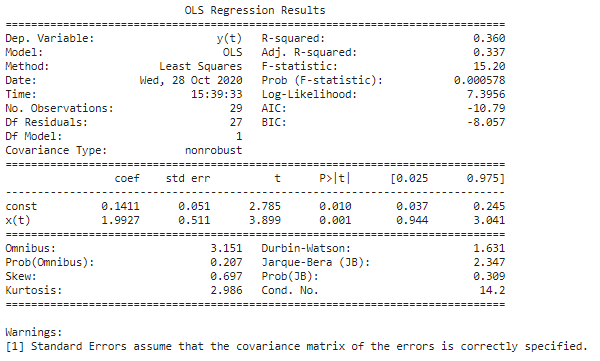 OLS Regression Results
==============================================================================
Dep. Variable: y(t) R-squared: 0.360
Model: OLS Adj. R-squared: 0.337
Method: Least Squares F-statistic: 15.20
Date: Wed, 28 Oct 2020 Prob (F-statistic): 0.000578
Time: 15:39:33 Log-Likelihood: 7.3956
No. Observations: 29 AIC: -10.79
Df Residuals: 27 BIC: -8.057
Df Model: 1
Covariance Type: nonrobust
==============================================================================
coef std err t P>|t| [0.025 0.975]
------------------------------------------------------------------------------
const 0.1411 0.051 2.785 0.010 0.037 0.245
x(t) 1.9927 0.511 3.899 0.001 0.944 3.041
==============================================================================
Omnibus: 3.151 Durbin-Watson: 1.631
Prob(Omnibus): 0.207 Jarque-Bera (JB): 2.347
Skew: 0.697 Prob(JB): 0.309
Kurtosis: 2.986 Cond. No. 14.2
==============================================================================
Warnings:
[1] Standard Errors assume that the covariance matrix of the errors is correctly specified.